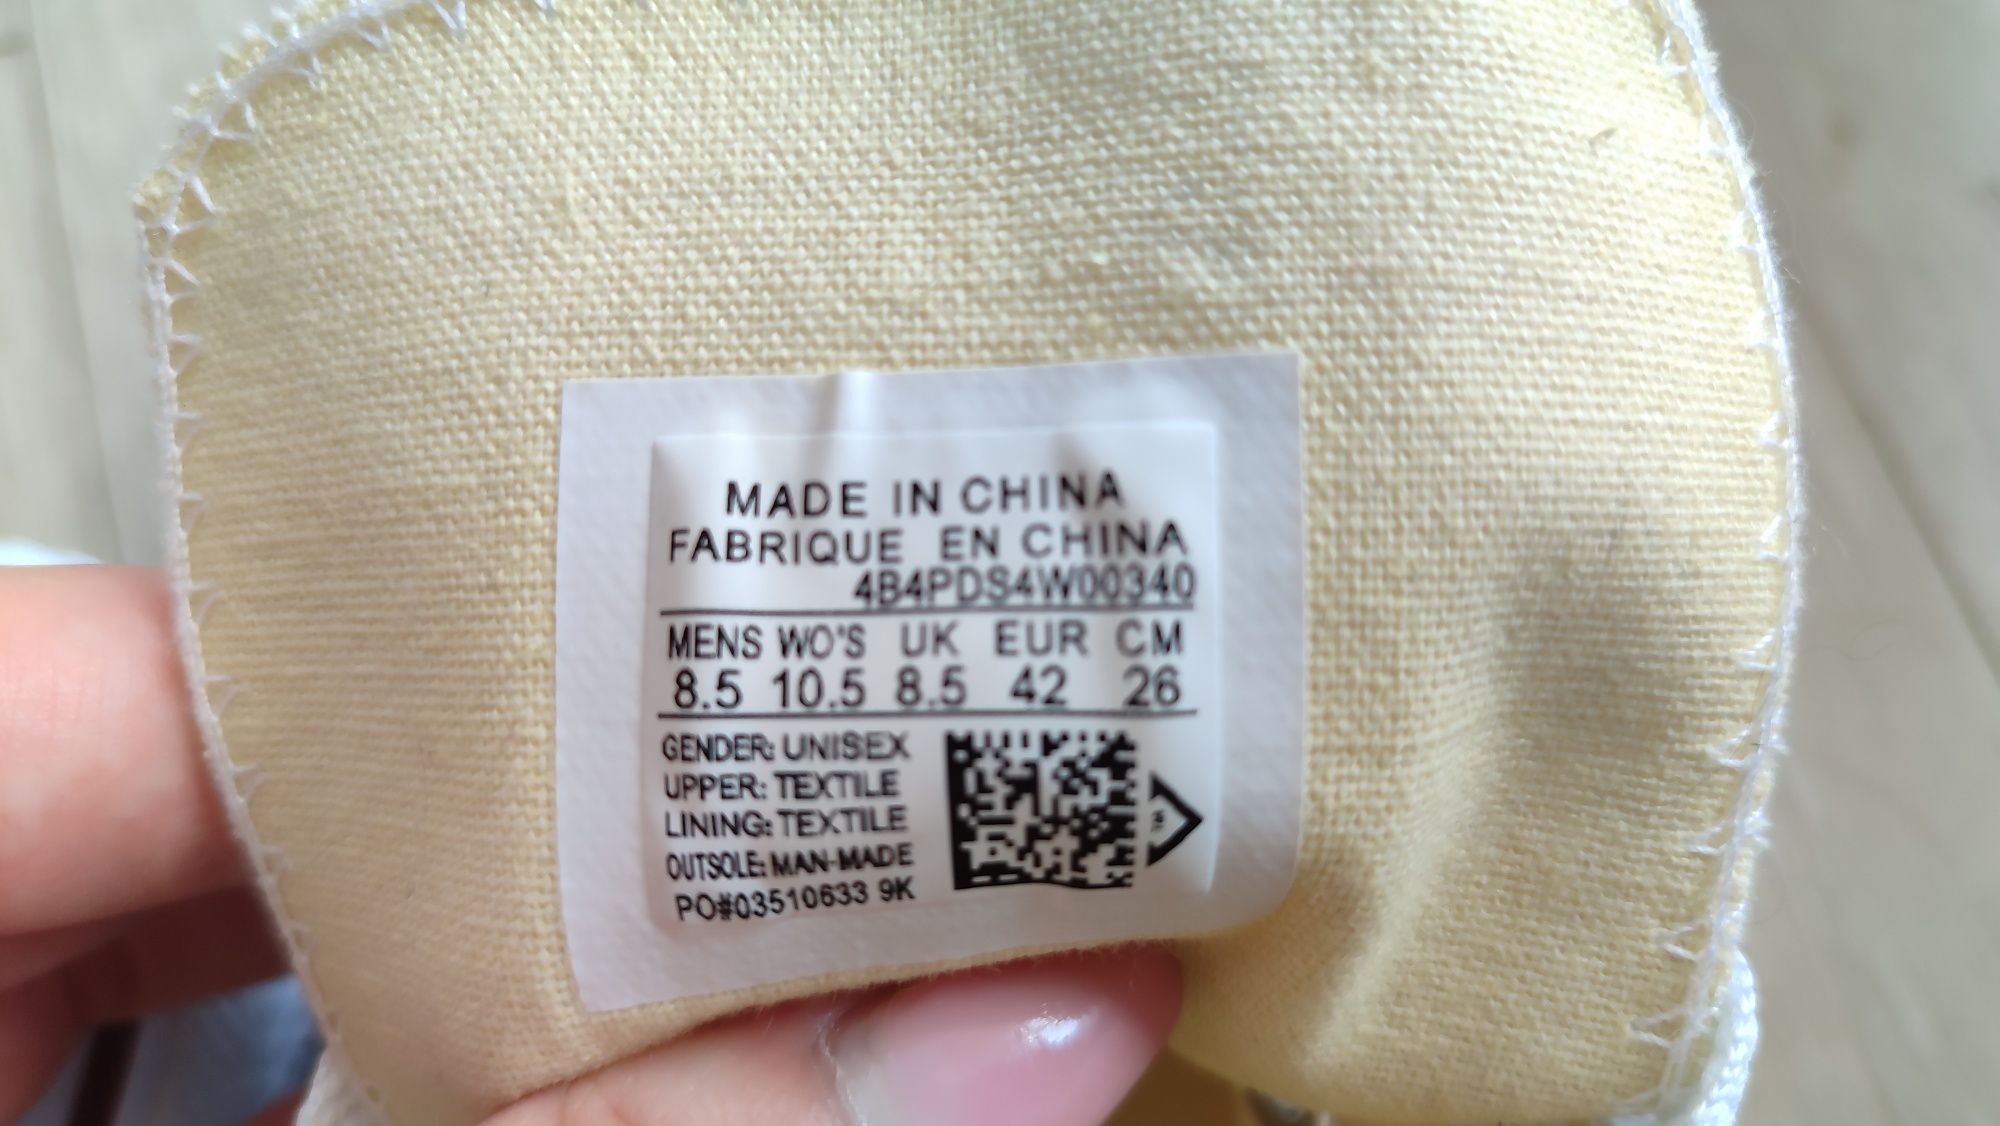 MADE IN CHINA
FABRIQUE EN CHINA
4B4PDS4W00340
MENS WO'S UK EUR CM
8.5 10.5 8.5 42 26
GENDER: UNISEX
UPPER: TEXTILE
LINING: TEXTILE
OUTSOLE: MAN-MADE
PO#03510633 9K